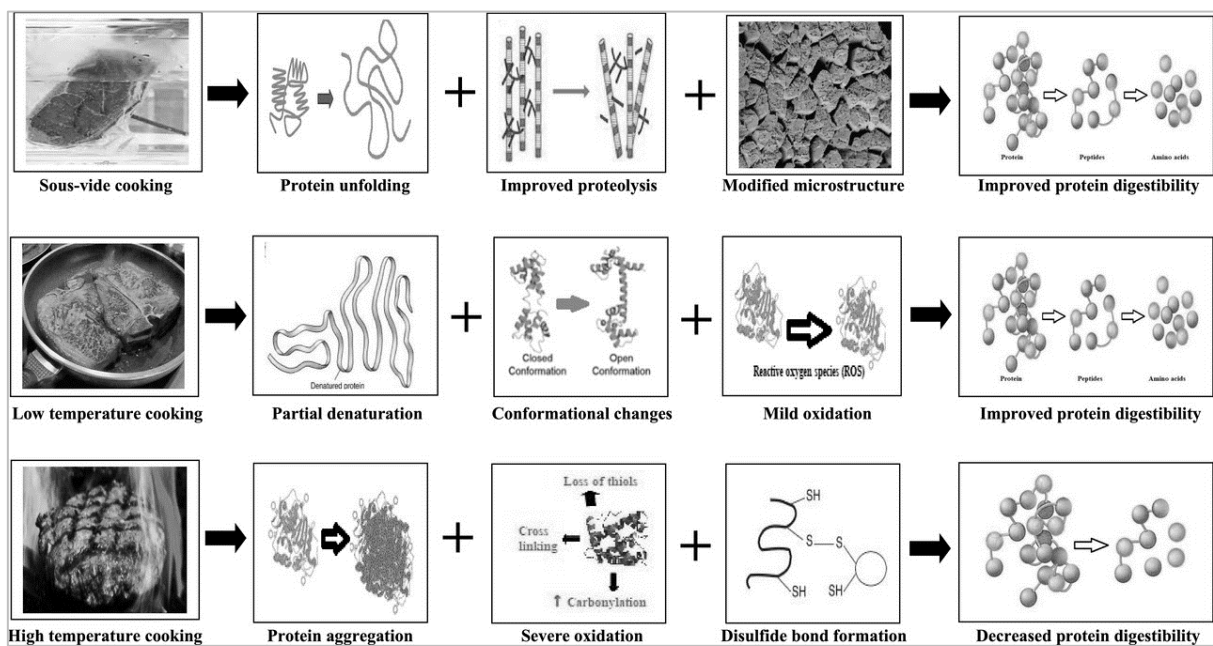 Protein
Peptides
Amino acids
Sous-vide cooking
Protein unfolding
Improved proteolysis
Modified microstructure
Improved protein digestibility
Denatured protein
Closed
Conformation
Open
Conformation
Reactive oxygen species (ROS)
Protein
Peptides
Amino acids
Low temperature cooking
Partial denaturation
Conformational changes
Mild oxidation
Improved protein digestibility
Loss of thiols
Cross
linking
↑ Carbonylation
SH
S
S
SH
SH
High temperature cooking
Protein aggregation
Severe oxidation
Disulfide bond formation
Decreased protein digestibility